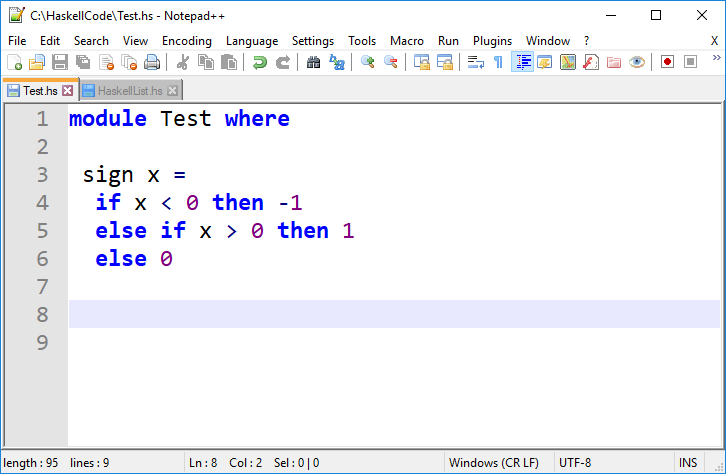 C:\HaskellCode\Test.hs - Notepad++
File Edit Search View Encoding Language Settings Tools Macro Run Plugins Window ? X
Test.hs HaskellList.hs
1 module Test where
2
3 sign x =
4 if x < 0 then -1
5 else if x > 0 then 1
6 else 0
7
8
9
length : 95 lines : 9 Ln : 8 Col : 2 Sel : 0 | 0 Windows (CR LF) UTF-8 INS